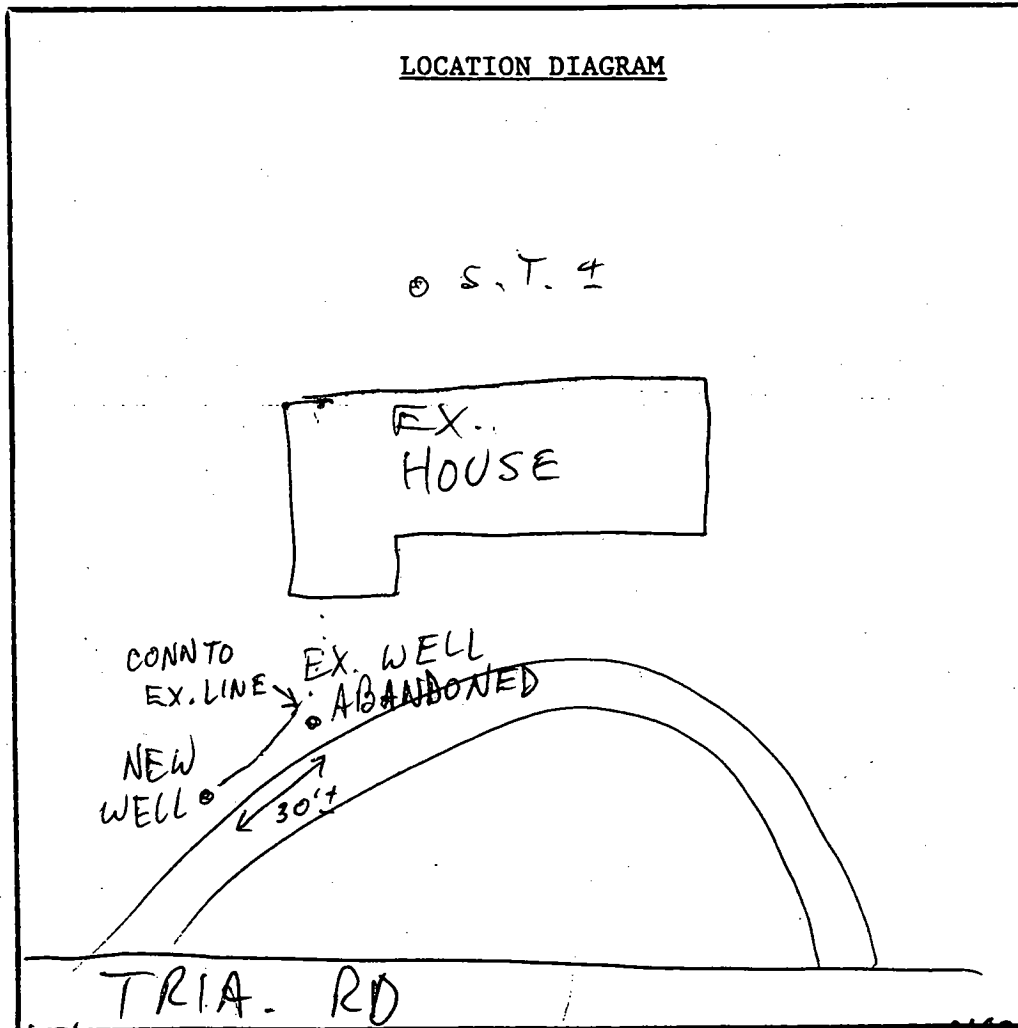 LOCATION DIAGRAM
S. T. 4
EX.
HOUSE
CONN TO
EX. LINE
EX. WELL
ABANDONED
NEW
WELL
30'±
TRIA. RD